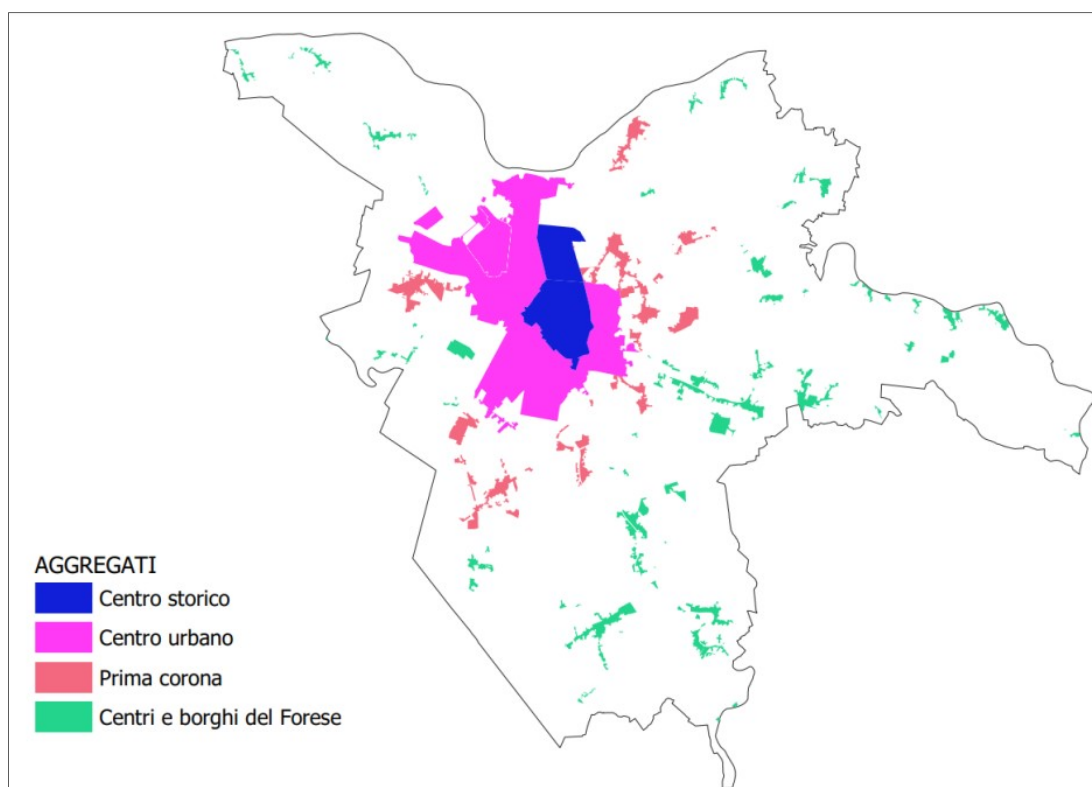 AGGREGATI
Centro storico
Centro urbano
Prima corona
Centri e borghi del Forese